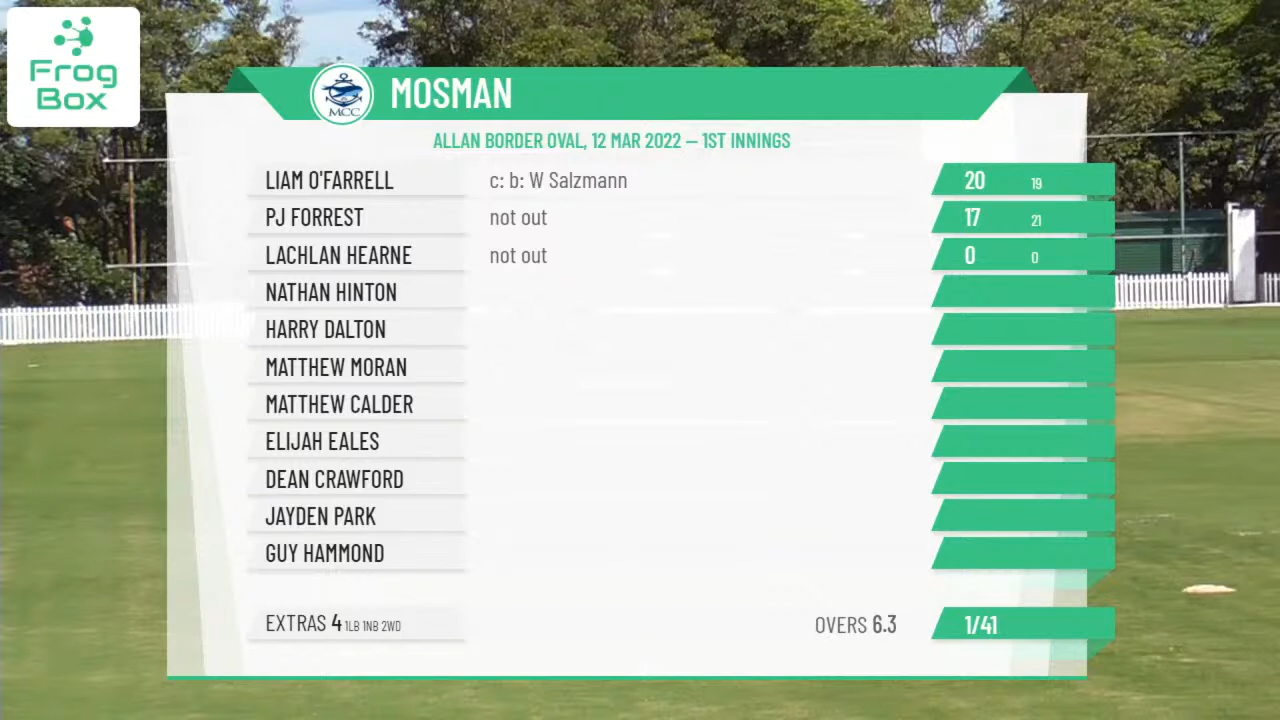 Frog
Box
MCC
MOSMAN
ALLAN BORDER OVAL, 12 MAR 2022 – 1ST INNINGS
LIAM O'FARRELL c: b: W Salzmann 20 19
PJ FORREST not out 17 21
LACHLAN HEARNE not out 0 0
NATHAN HINTON
HARRY DALTON
MATTHEW MORAN
MATTHEW CALDER
ELIJAH EALES
DEAN CRAWFORD
JAYDEN PARK
GUY HAMMOND
EXTRAS 4 1LB 1NB 2WD OVERS 6.3 1/41